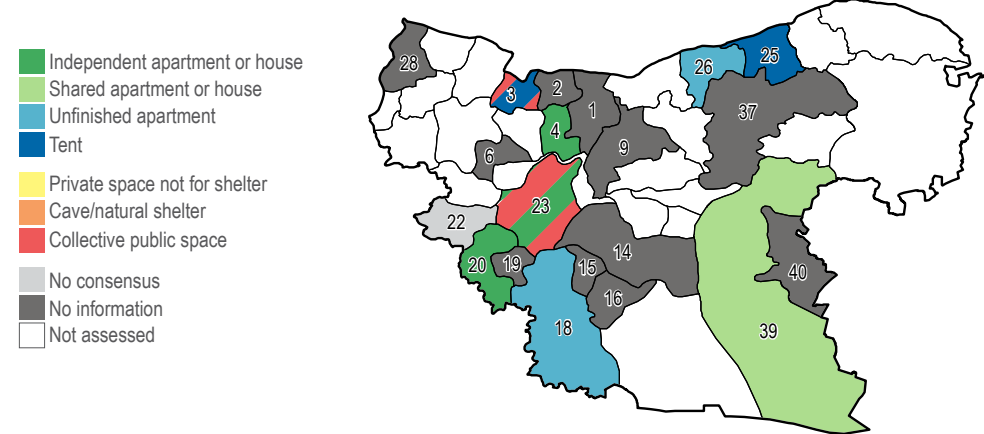 Independent apartment or house
Shared apartment or house
Unfinished apartment
Tent
Private space not for shelter
Cave/natural shelter
Collective public space
No consensus
No information
Not assessed
28
25
26
3
2
1
37
4
9
6
23
22
14
20
19
15
40
16
18
39